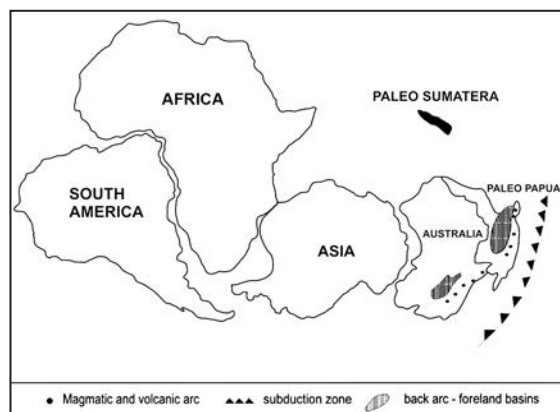 AFRICA
PALEO SUMATERA
SOUTH
AMERICA
PALEO PAPUA
AUSTRALIA
ASIA
Magmatic and volcanic arc
subduction zone
back arc - foreland basins